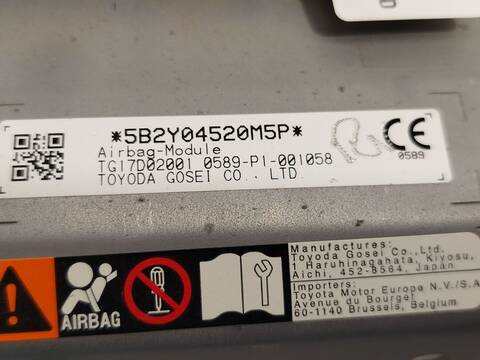 *5B2Y04520M5P*
Airbag-Module
TG17D02001 0589-P1-001058
TOYODA GOSEI CO., LTD.
CE
0589
AIRBAG
Manufactures:
Toyoda Gosei Co.,Ltd.
1 Haruhinagahata, Kiyosu,
Aichi, 452-8564, Japan
Importers:
Toyota Motor Europe N.V./S.A
Avenue du Bourget
60-1140 Brussels, Belgium